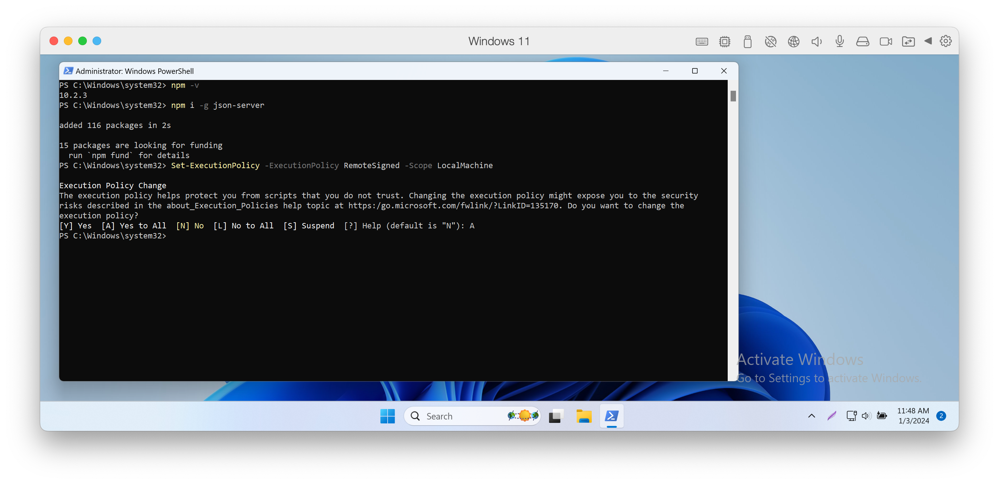 Windows 11
Administrator: Windows PowerShell
PS C:\Windows\system32> npm -v
10.2.3
PS C:\Windows\system32> npm i -g json-server
added 116 packages in 2s
15 packages are looking for funding
  run `npm fund` for details
PS C:\Windows\system32> Set-ExecutionPolicy -ExecutionPolicy RemoteSigned -Scope LocalMachine
Execution Policy Change
The execution policy helps protect you from scripts that you do not trust. Changing the execution policy might expose you to the security
risks described in the about_Execution_Policies help topic at https:/go.microsoft.com/fwlink/?LinkID=135170. Do you want to change the
execution policy?
[Y] Yes  [A] Yes to All  [N] No  [L] No to All  [S] Suspend  [?] Help (default is "N"): A
PS C:\Windows\system32>
Activate Windows
Go to Settings to activate Windows.
Search
11:48 AM
1/3/2024
2